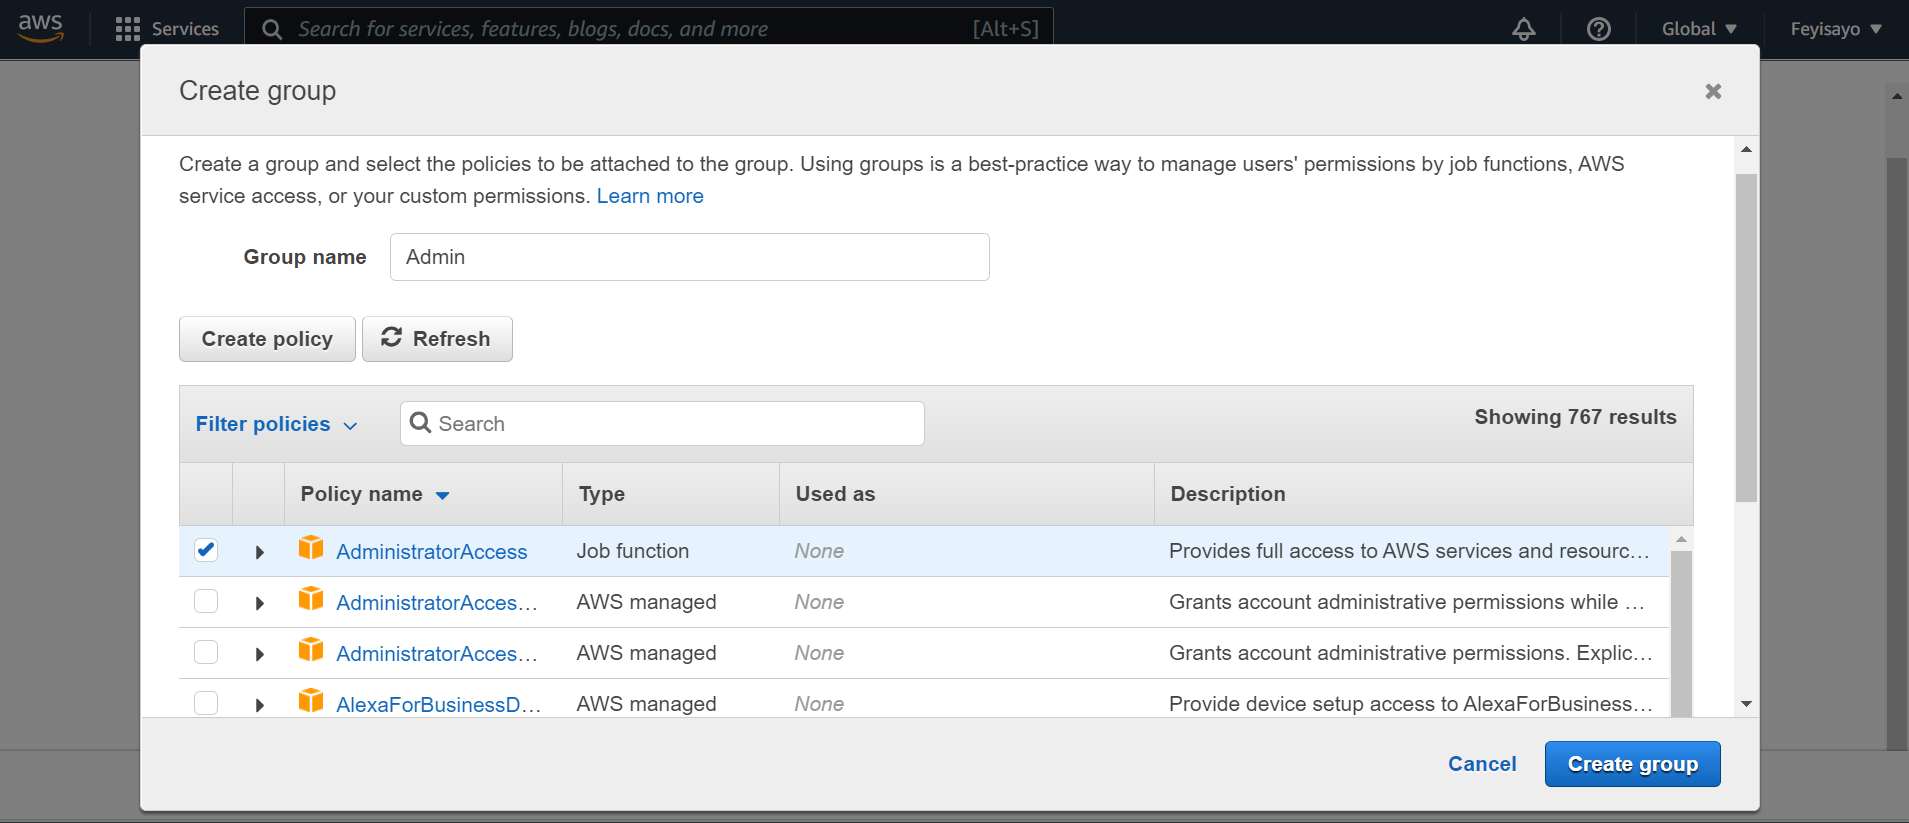 aws Services Search for services, features, blogs, docs, and more [Alt+S] Global Feyisayo
Create group
Create a group and select the policies to be attached to the group. Using groups is a best-practice way to manage users' permissions by job functions, AWS
service access, or your custom permissions. Learn more
Group name Admin
Create policy Refresh
Filter policies Search Showing 767 results
Policy name Type Used as Description
AdministratorAccess Job function None Provides full access to AWS services and resourc...
AdministratorAcces... AWS managed None Grants account administrative permissions while ...
AdministratorAcces... AWS managed None Grants account administrative permissions. Explic...
AlexaForBusinessD... AWS managed None Provide device setup access to AlexaForBusiness...
Cancel Create group